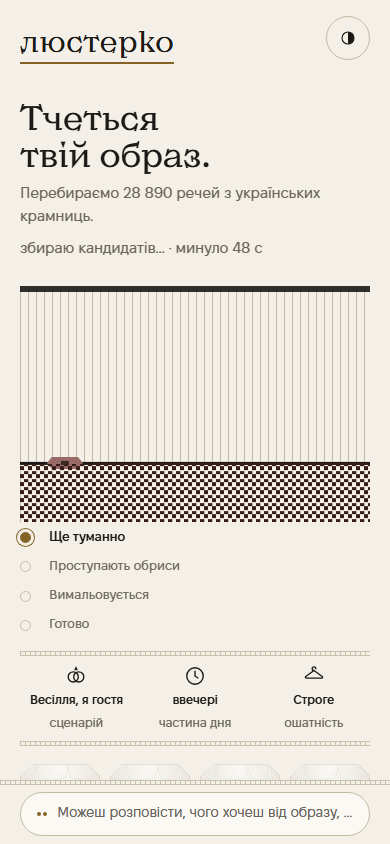 люстерко
Тчеться
твій образ.
Перебираємо 28 890 речей з українських
крамниць.
збираю кандидатів... · минуло 48 с
Ще туманно
Проступають обриси
Вимальовується
Готово
Весілля, я гостя
ввечері
Строге
сценарій
частина дня
ошатність
Можеш розповісти, чого хочеш від образу, ...